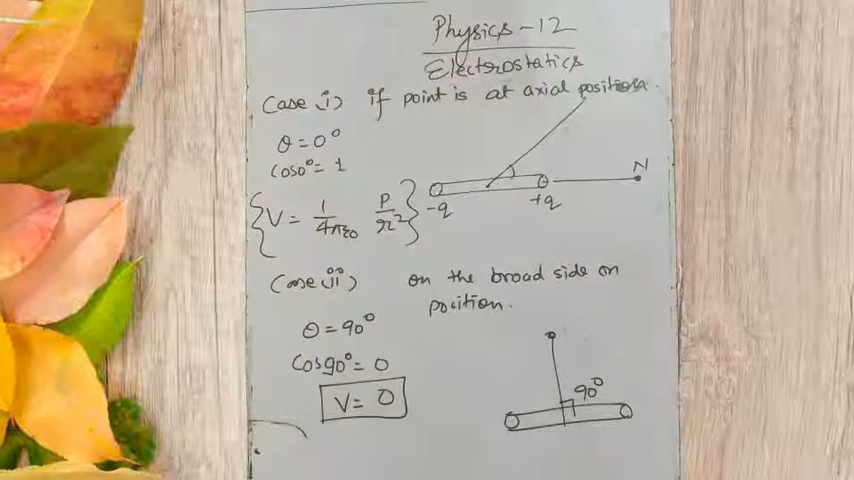 Physics - 12
Electrostatics
Case i) if point is at axial position.
θ = 0°
cos0° = 1
{ V = 1/4πε0 P/r² }
-q
+q
N
Case ii) on the broad side on
position.
θ = 90°
Cos90° = 0
V = 0
90°